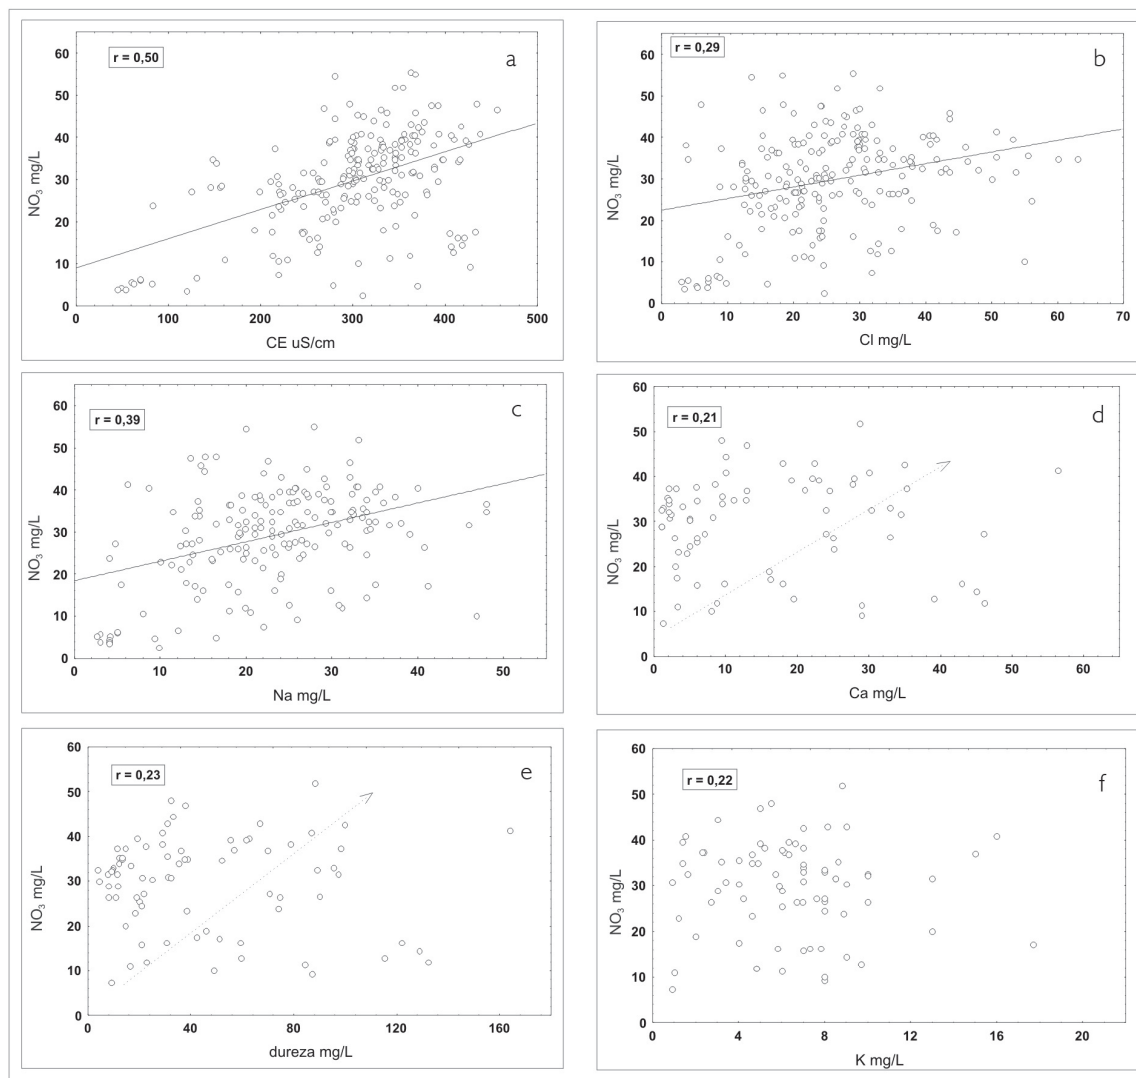 r = 0,50
a
NO3 mg/L
60
50
40
30
20
10
0
0 100 200 300 400 500
CE uS/cm
r = 0,29
b
NO3 mg/L
60
50
40
30
20
10
0
0 10 20 30 40 50 60 70
Cl mg/L
r = 0,39
c
NO3 mg/L
60
50
40
30
20
10
0
0 10 20 30 40 50
Na mg/L
r = 0,21
d
NO3 mg/L
60
50
40
30
20
10
0
0 10 20 30 40 50 60
Ca mg/L
r = 0,23
e
NO3 mg/L
60
50
40
30
20
10
0
0 40 80 120 160
dureza mg/L
r = 0,22
f
NO3 mg/L
60
50
40
30
20
10
0
0 4 8 12 16 20
K mg/L